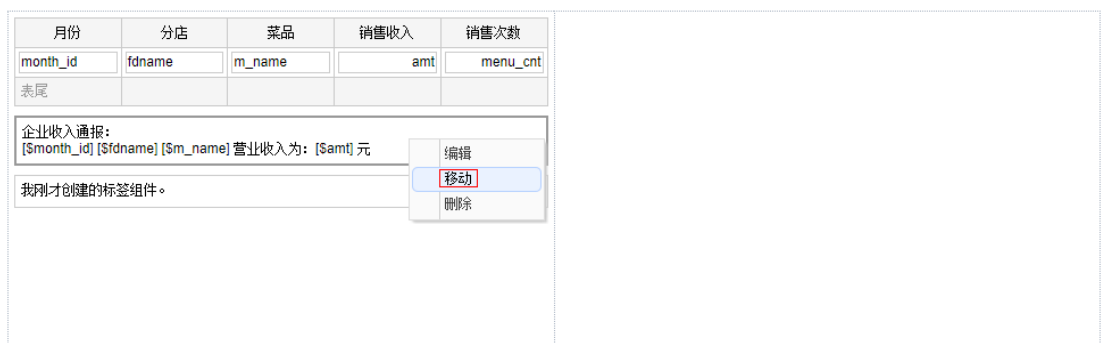 月份 分店 菜品 销售收入 销售次数
month_id fdname m_name amt menu_cnt
表尾
企业收入通报：
[$month_id] [$fdname] [$m_name] 营业收入为：[$amt] 元
我刚才创建的标签组件。
编辑
移动
删除